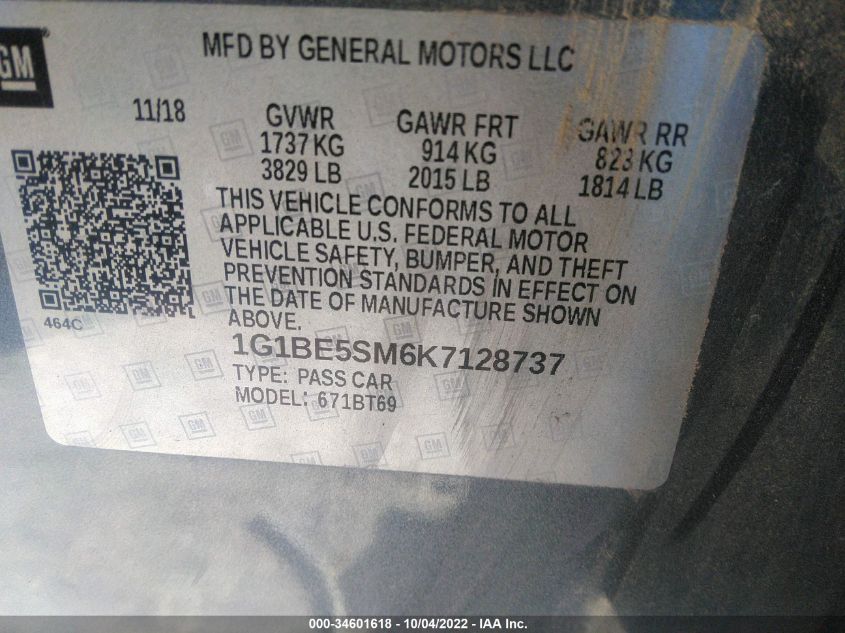 GM
MFD BY GENERAL MOTORS LLC
11/18 GVWR GAWR FRT GAWR RR
1737 KG 914 KG 823 KG
3829 LB 2015 LB 1814 LB
THIS VEHICLE CONFORMS TO ALL
APPLICABLE U.S. FEDERAL MOTOR
VEHICLE SAFETY, BUMPER, AND THEFT
PREVENTION STANDARDS IN EFFECT ON
THE DATE OF MANUFACTURE SHOWN
ABOVE.
464C
1G1BE5SM6K7128737
TYPE: PASS CAR
MODEL: 671BT69
000-34601618 - 10/04/2022 - IAA Inc.